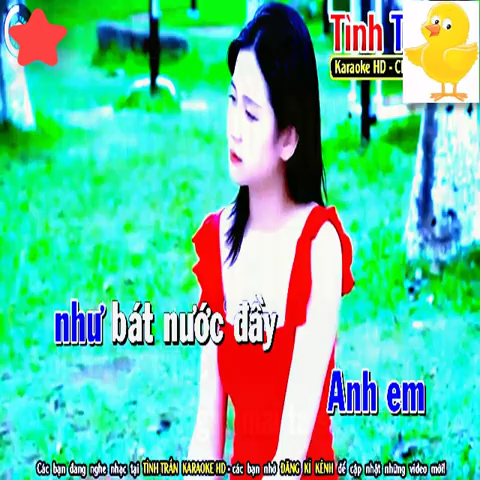 Tình T
Karaoke HD - C
như bát nước đầy
Anh em
Các bạn đang nghe nhạc tại TÌNH TRẦN KARAOKE HD - các bạn nhớ ĐĂNG KÍ KÊNH để cập nhật những video mới!